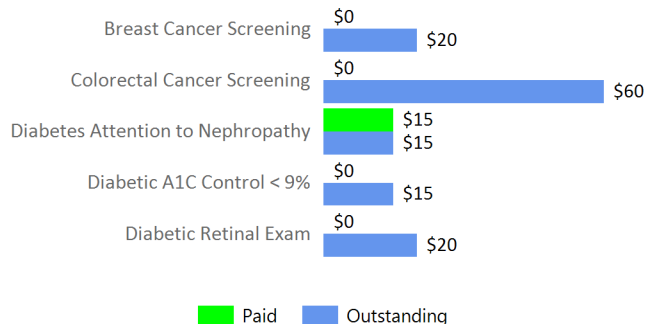 $0
Breast Cancer Screening
$20
$0
Colorectal Cancer Screening
$60
$15
Diabetes Attention to Nephropathy
$15
$0
Diabetic A1C Control < 9%
$15
$0
Diabetic Retinal Exam
$20
Paid Outstanding